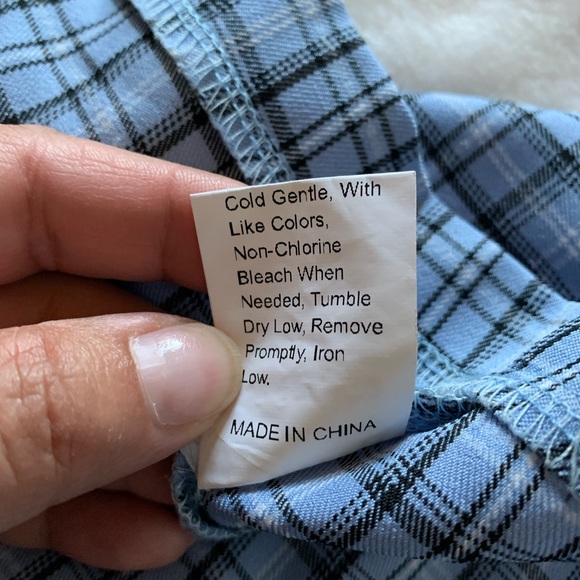 Cold Gentle, With
Like Colors,
Non-Chlorine
Bleach When
Needed, Tumble
Dry Low, Remove
Promptly, Iron
Low.
MADE IN CHINA